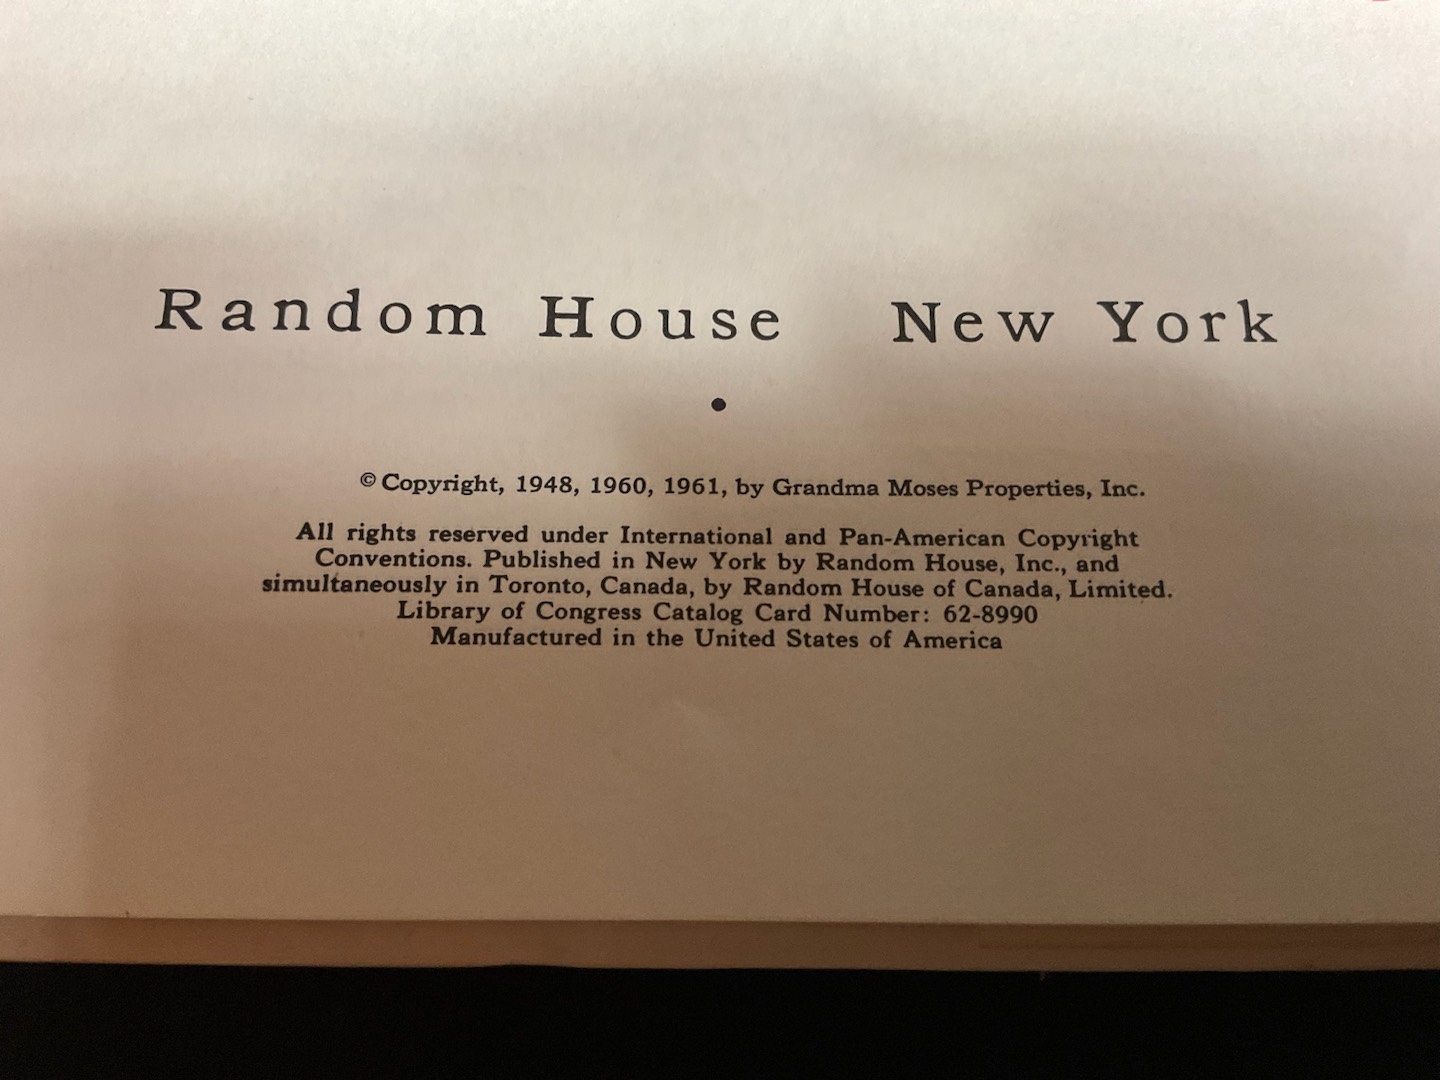 Random House New York
•
© Copyright, 1948, 1960, 1961, by Grandma Moses Properties, Inc.
All rights reserved under International and Pan-American Copyright
Conventions. Published in New York by Random House, Inc., and
simultaneously in Toronto, Canada, by Random House of Canada, Limited.
Library of Congress Catalog Card Number: 62-8990
Manufactured in the United States of America